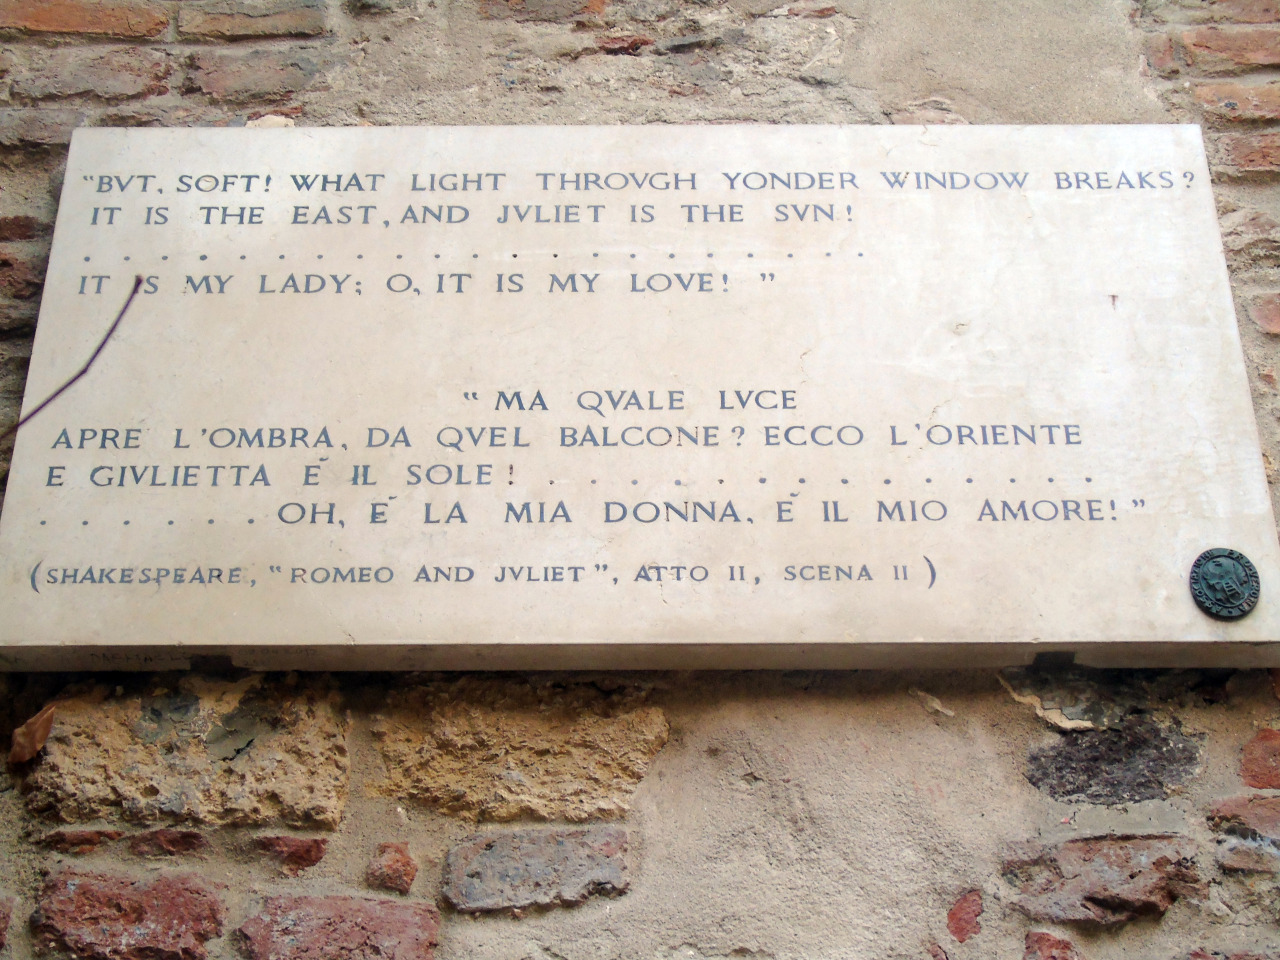 "BVT, SOFT! WHAT LIGHT THROVGH YONDER WINDOW BREAKS?
IT IS THE EAST, AND JVLIET IS THE SVN!
. . . . . . . . . . . . . . . . . . . . .
IT IS MY LADY; O, IT IS MY LOVE! "
" MA QVALE LVCE
APRE L'OMBRA, DA QVEL BALCONE? ECCO L'ORIENTE
E GIVLIETTA È IL SOLE! . . . . . . . . . . . . . .
. . . . . . OH, È LA MIA DONNA, È IL MIO AMORE! "
(SHAKESPEARE, "ROMEO AND JVLIET", ATTO II, SCENA II)